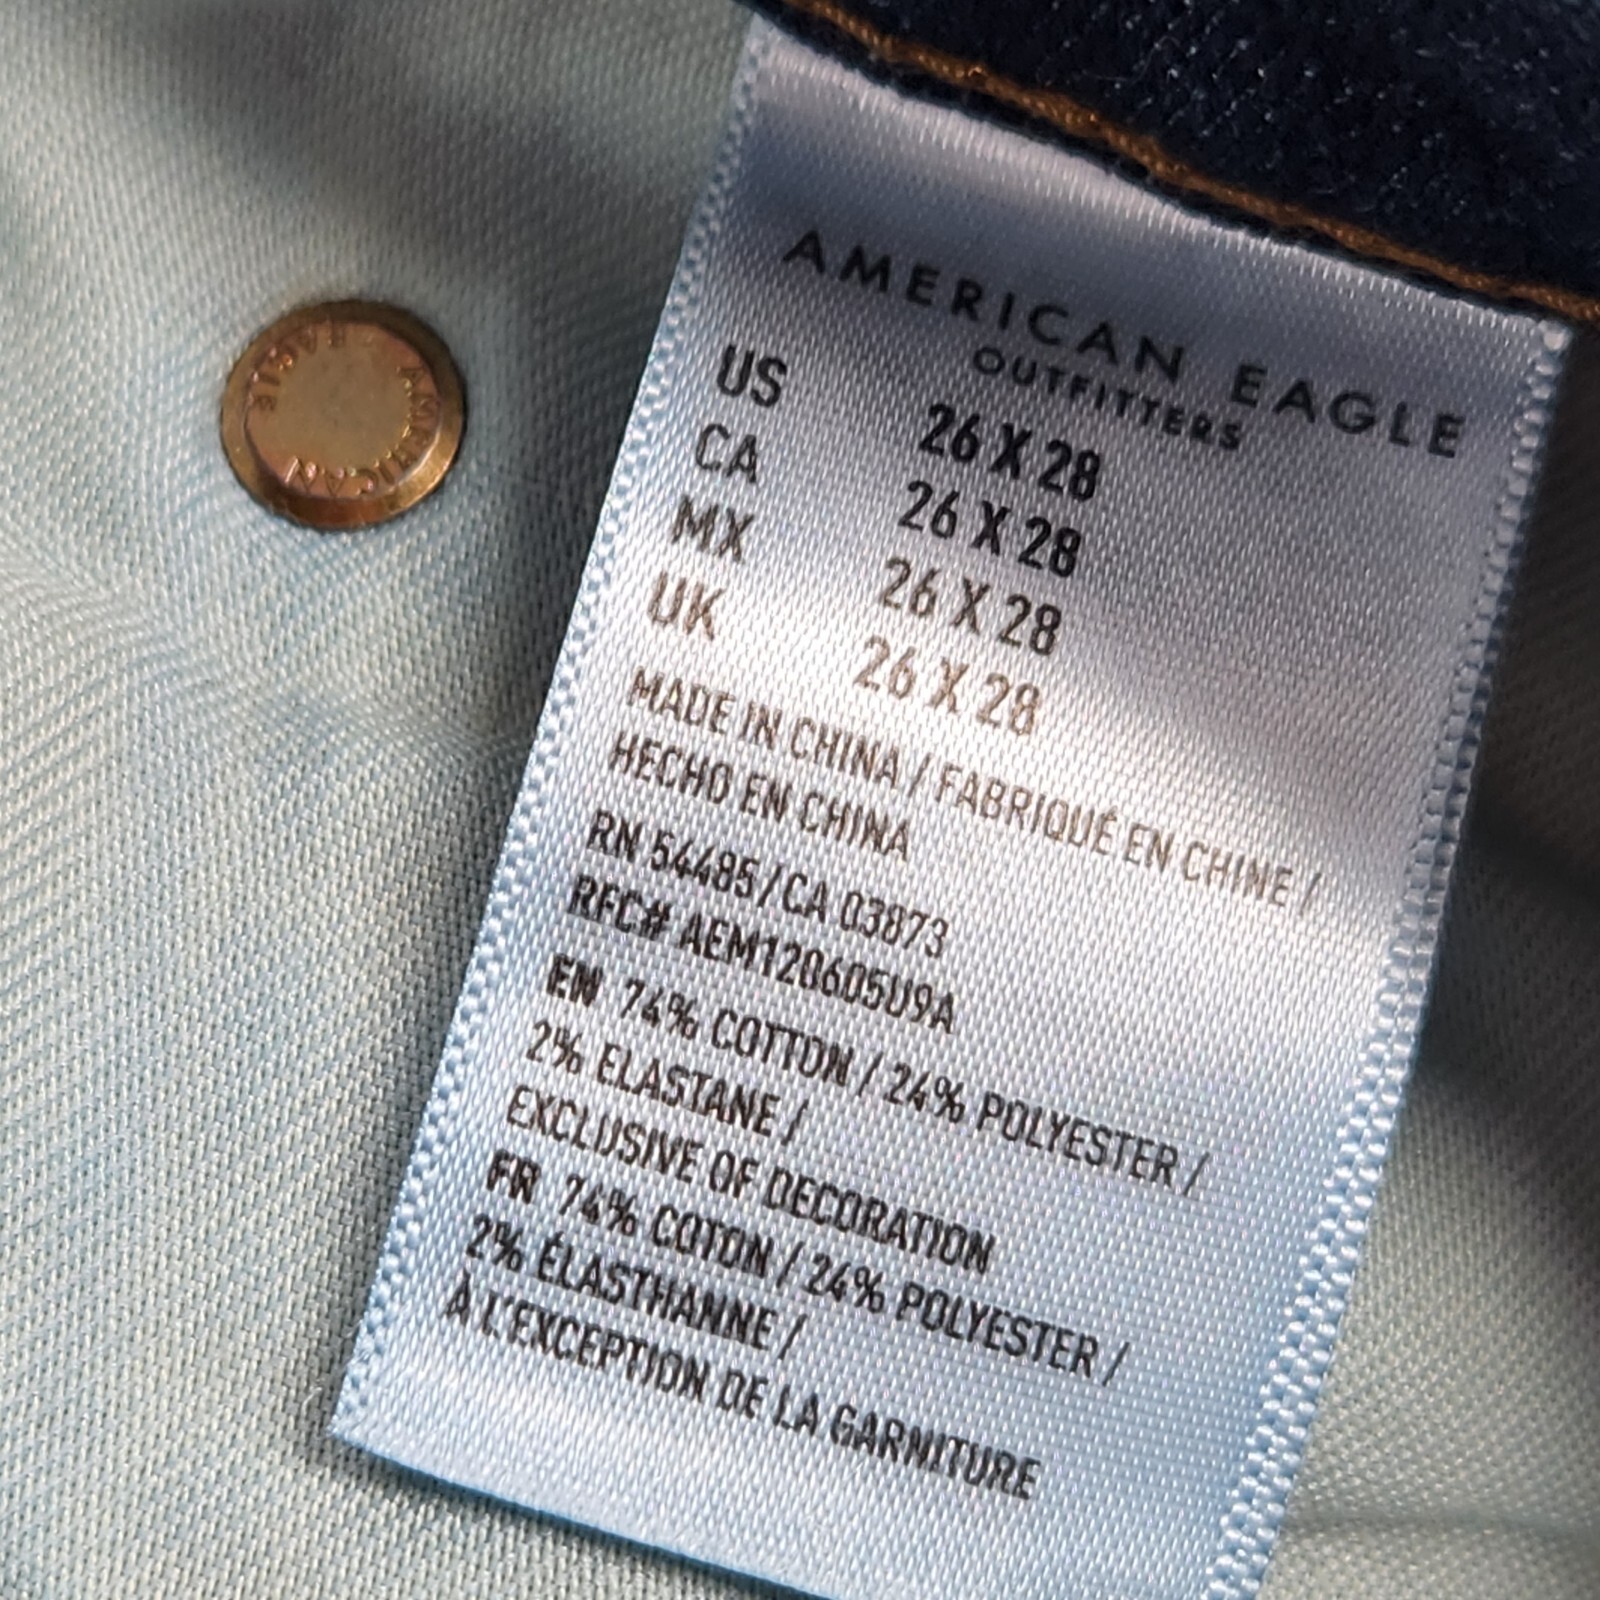 AMERICAN EAGLE
OUTFITTERS
US 26 X 28
CA 26 X 28
MX 26 X 28
UK 26 X 28
MADE IN CHINA / FABRIQUÉ EN CHINE /
HECHO EN CHINA
RN 54485 / CA 03873
RFC# AEM120605U9A
EN 74% COTTON / 24% POLYESTER /
2% ELASTANE /
EXCLUSIVE OF DECORATION
FR 74% COTON / 24% POLYESTER /
2% ÉLASTHANNE /
À L'EXCEPTION DE LA GARNITURE
AMERICAN EAGLE